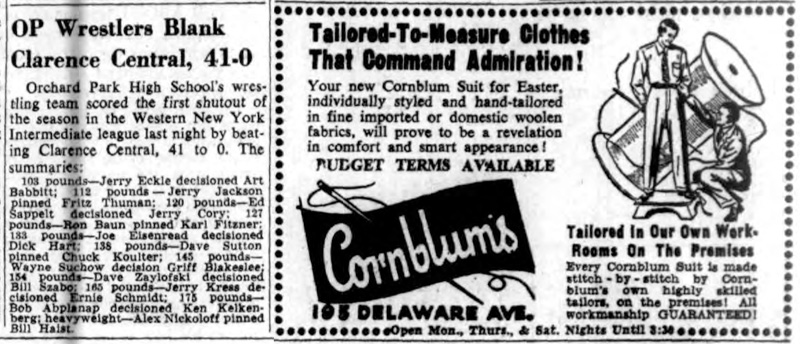 OP Wrestlers Blank
Clarence Central, 41-0
Orchard Park High School's wres-
tling team scored the first shutout of
the season in the Western New York
Intermediate league last night by beat-
ing Clarence Central, 41 to 0. The
summaries:
103 pounds—Jerry Eckle decisioned Art
Babbitt; 112 pounds — Jerry Jackson
pinned Fritz Thuman; 120 pounds—Ed
Sappelt decisioned Jerry Cory; 127
pounds—Ron Baun pinned Karl Fitzner;
133 pounds—Joe Eisenread decisioned
Dick Hart; 138 pounds—Dave Sutton
pinned Chuck Koulter; 145 pounds—
Wayne Suchow decision Griff Blakeslee;
154 pounds—Dave Zaylofski decisioned
Bill Szabo; 165 pounds—Jerry Kress de-
cisioned Ernie Schmidt; 175 pounds—
Bob Abplanap decisioned Ken Kelken-
berg; heavyweight—Alex Nickoloff pinned
Bill Haist.
Tailored-To-Measure Clothes
That Command Admiration!
Your new Cornblum Suit for Easter,
individually styled and hand-tailored
in fine imported or domestic woolen
fabrics, will prove to be a revelation
in comfort and smart appearance!
BUDGET TERMS AVAILABLE
Cornblum's
195 DELAWARE AVE.
Tailored In Our Own Work-
Rooms On The Premises
Every Cornblum Suit is made
stitch-by-stitch by Corn-
blum's own highly skilled
tailors, on the premises! All
workmanship GUARANTEED!
Open Mon., Thurs., & Sat. Nights Until 8:30